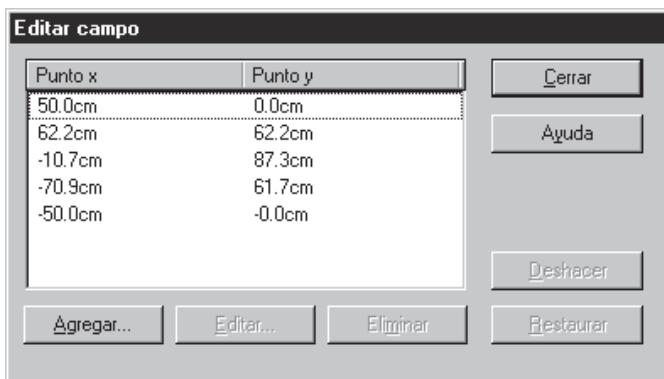 Editar campo
Punto x Punto y
50.0cm 0.0cm
62.2cm 62.2cm
-10.7cm 87.3cm
-70.9cm 61.7cm
-50.0cm -0.0cm
Cerrar
Ayuda
Deshacer
Agregar... Editar... Eliminar Restaurar